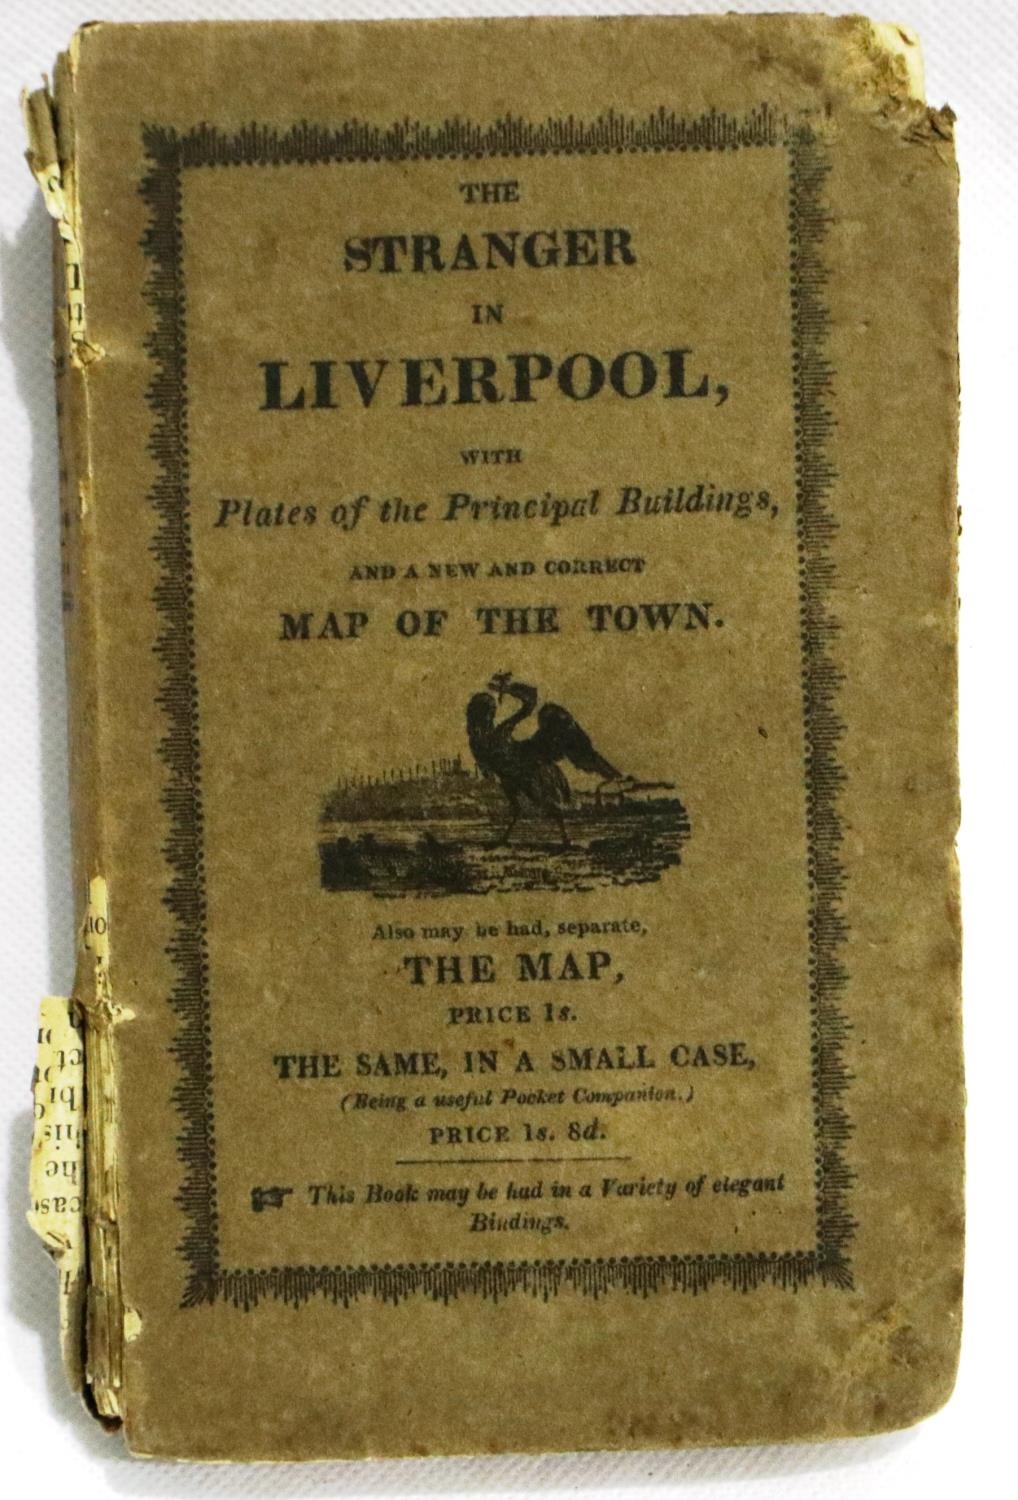 THE
STRANGER
IN
LIVERPOOL,
WITH
Plates of the Principal Buildings,
AND A NEW AND CORRECT
MAP OF THE TOWN.
Also may be had, separate,
THE MAP,
PRICE 1s.
THE SAME, IN A SMALL CASE,
(Being a useful Pocket Companion.)
PRICE 1s. 8d.
☛ This Book may be had in a Variety of elegant
Bindings.